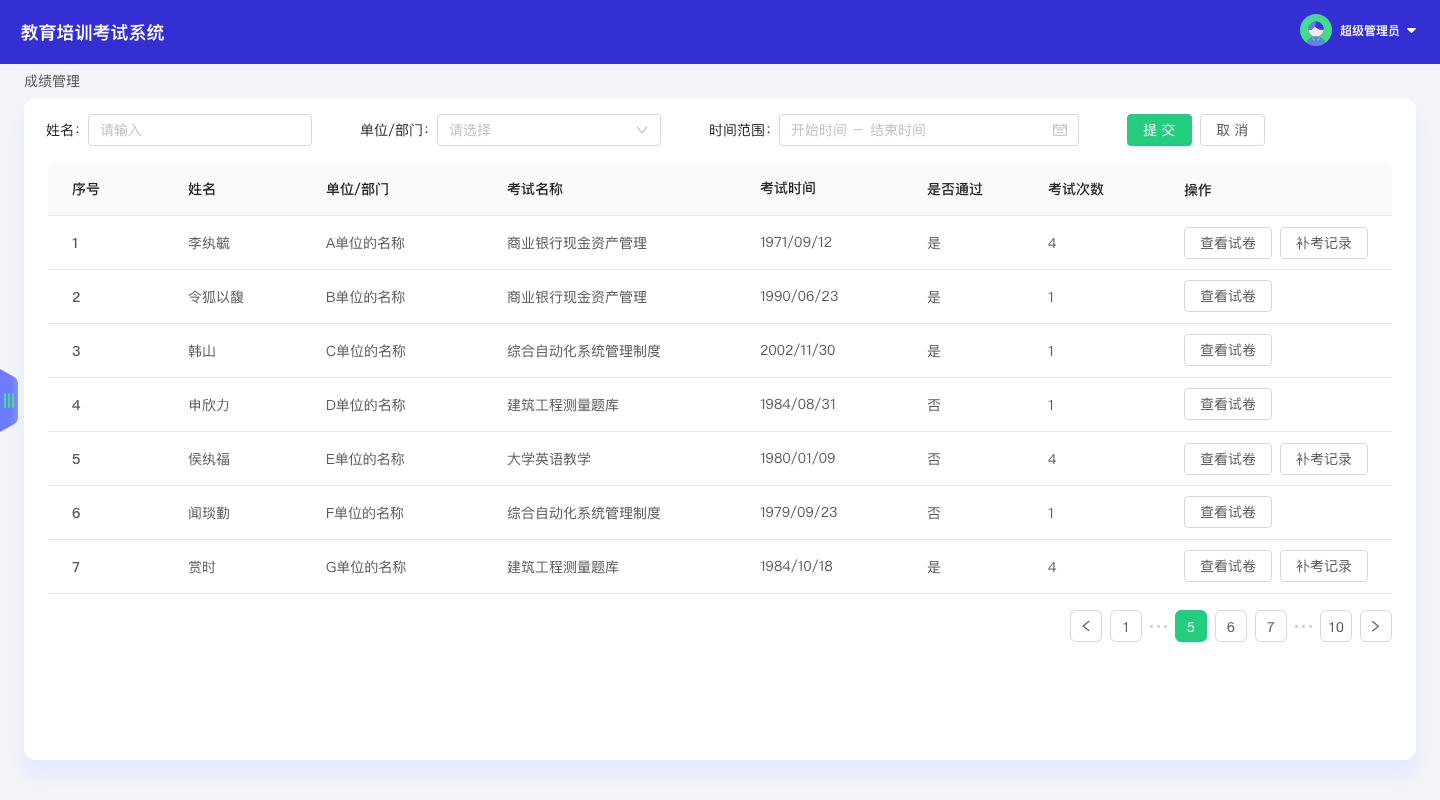 教育培训考试系统
超级管理员
成绩管理
姓名: 请输入 单位/部门: 请选择 时间范围: 开始时间 – 结束时间 提 交 取 消
序号 姓名 单位/部门 考试名称 考试时间 是否通过 考试次数 操作
1 李纨毓 A单位的名称 商业银行现金资产管理 1971/09/12 是 4 查看试卷 补考记录
2 令狐以馥 B单位的名称 商业银行现金资产管理 1990/06/23 是 1 查看试卷
3 韩山 C单位的名称 综合自动化系统管理制度 2002/11/30 是 1 查看试卷
4 申欣力 D单位的名称 建筑工程测量题库 1984/08/31 否 1 查看试卷
5 侯纨福 E单位的名称 大学英语教学 1980/01/09 否 4 查看试卷 补考记录
6 闻琰勤 F单位的名称 综合自动化系统管理制度 1979/09/23 否 1 查看试卷
7 赏时 G单位的名称 建筑工程测量题库 1984/10/18 是 4 查看试卷 补考记录
1 ••• 5 6 7 ••• 10